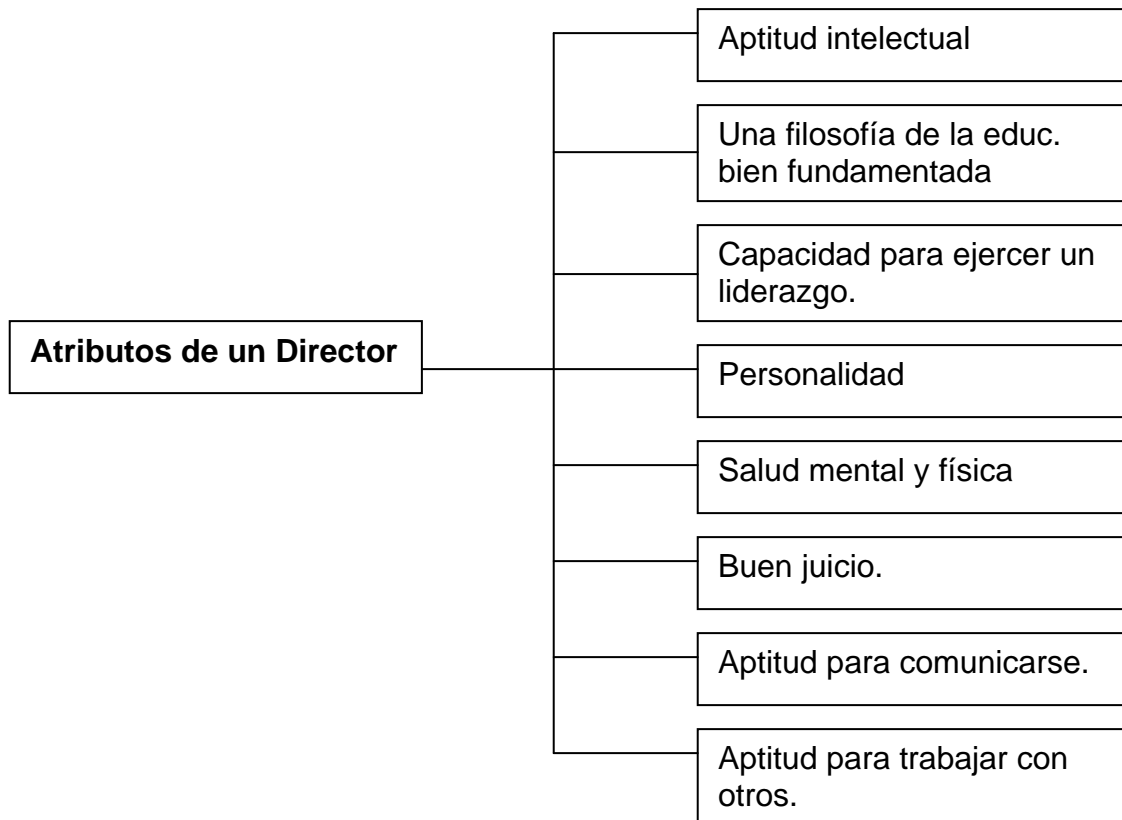 Aptitud intelectual
Una filosofía de la educ.
bien fundamentada
Capacidad para ejercer un
liderazgo.
Atributos de un Director
Personalidad
Salud mental y física
Buen juicio.
Aptitud para comunicarse.
Aptitud para trabajar con
otros.